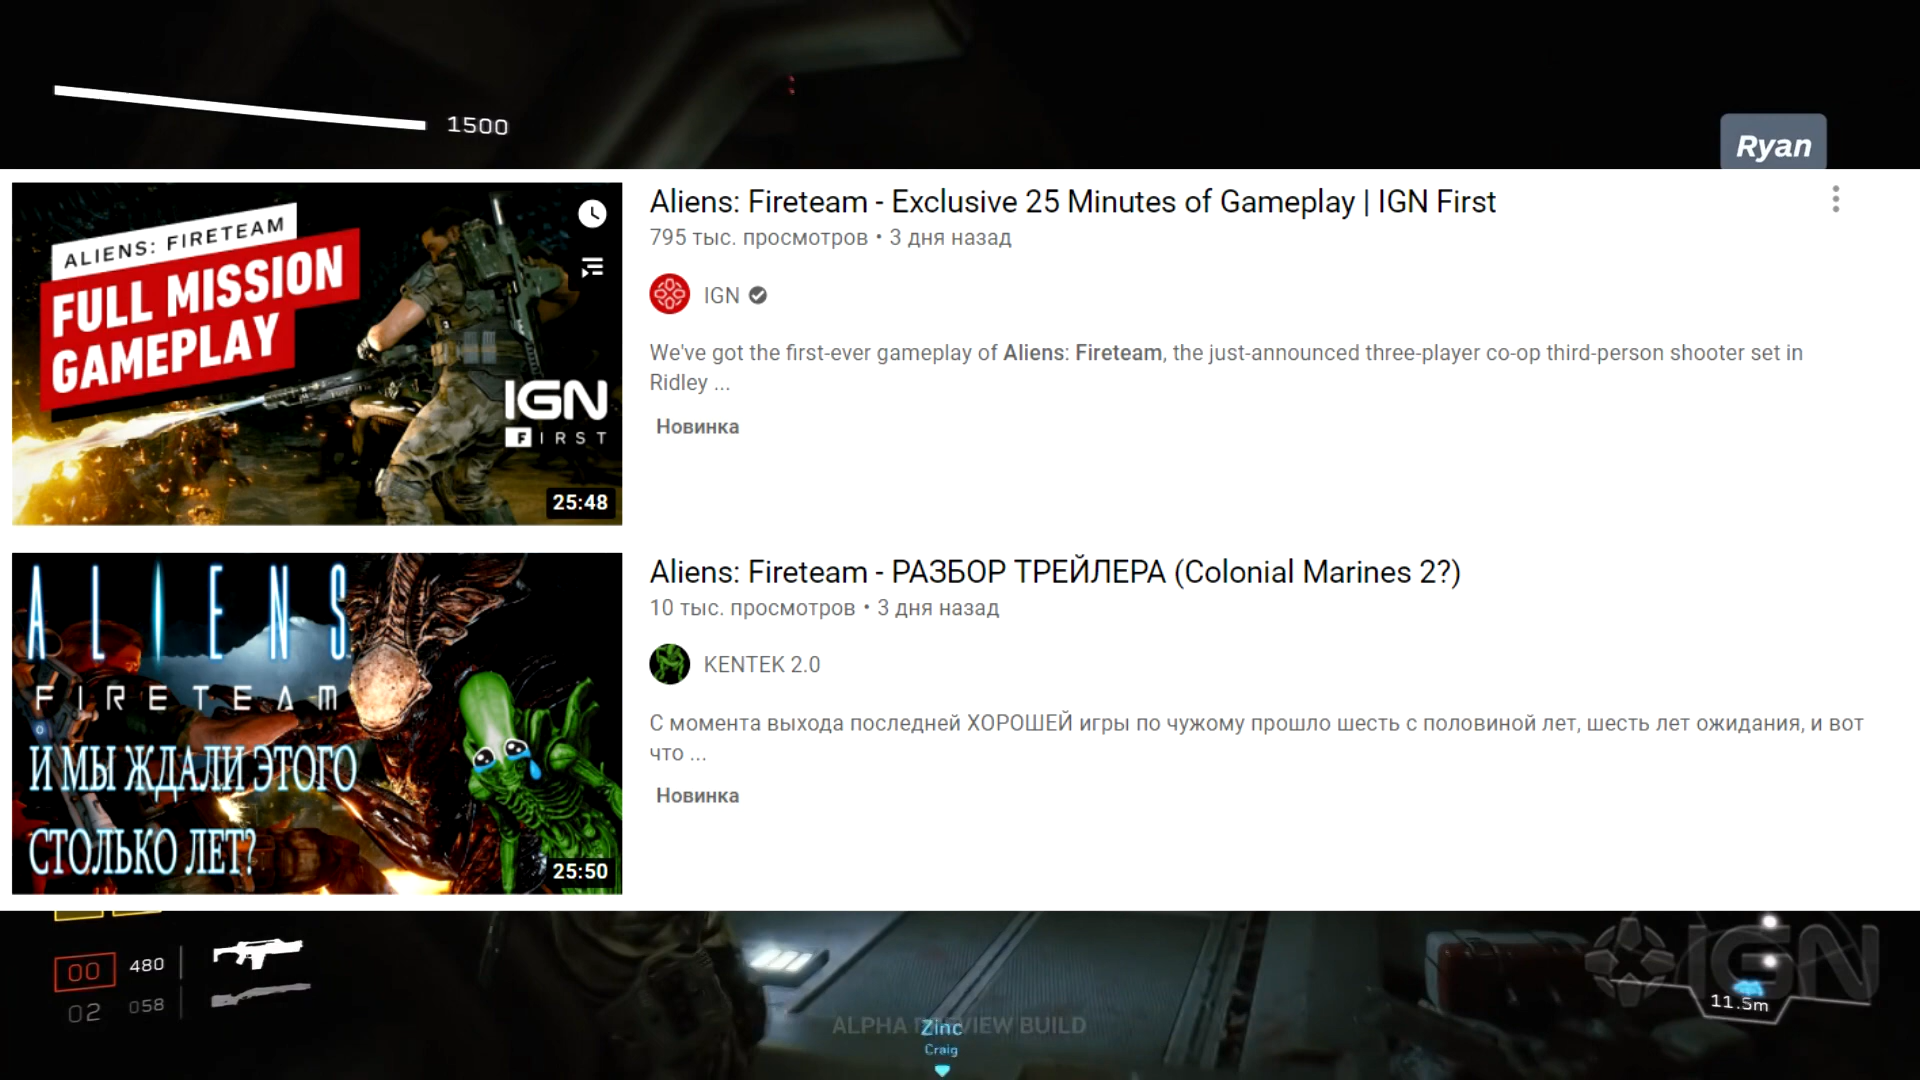 1500
Ryan
ALIENS: FIRETEAM
FULL MISSION
GAMEPLAY
IGN
FIRST
25:48
Aliens: Fireteam - Exclusive 25 Minutes of Gameplay | IGN First
795 тыс. просмотров • 3 дня назад
IGN
We've got the first-ever gameplay of Aliens: Fireteam, the just-announced three-player co-op third-person shooter set in
Ridley ...
Новинка
ALIENS
FIRETEAM
И МЫ ЖДАЛИ ЭТОГО
СТОЛЬКО ЛЕТ?
25:50
Aliens: Fireteam - РАЗБОР ТРЕЙЛЕРА (Colonial Marines 2?)
10 тыс. просмотров • 3 дня назад
KENTEK 2.0
С момента выхода последней ХОРОШЕЙ игры по чужому прошло шесть с половиной лет, шесть лет ожидания, и вот
что ...
Новинка
00 480
02 058
ALPHA BUILD
Zinc
Craig
IGN
11.5m